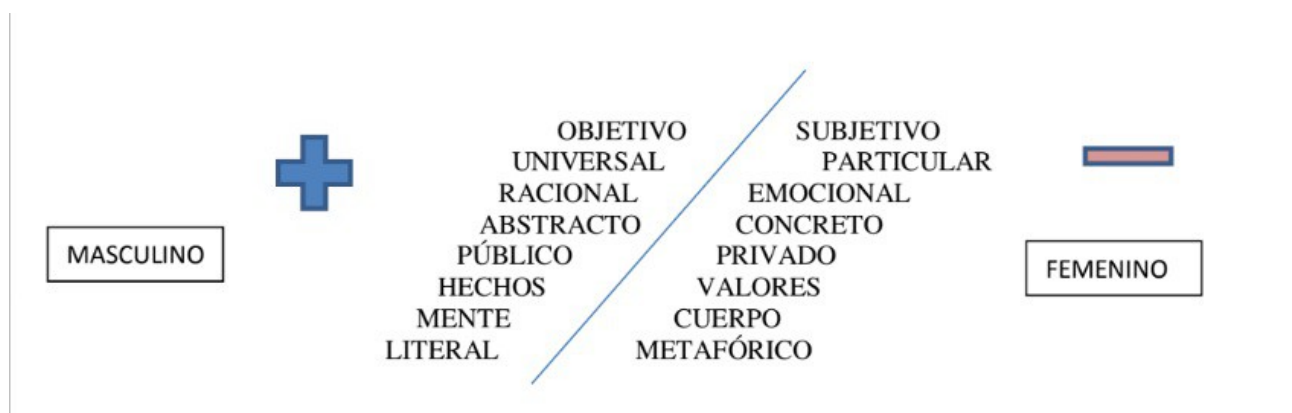 OBJETIVO SUBJETIVO
UNIVERSAL PARTICULAR
RACIONAL EMOCIONAL
ABSTRACTO CONCRETO
MASCULINO PÚBLICO PRIVADO FEMENINO
HECHOS VALORES
MENTE CUERPO
LITERAL METAFÓRICO